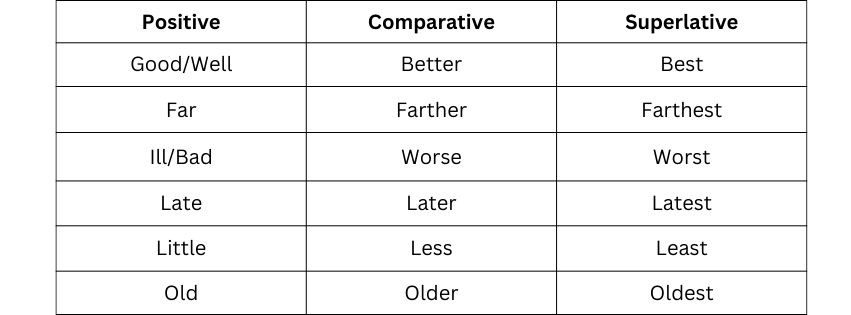 Positive Comparative Superlative
Good/Well Better Best
Far Farther Farthest
Ill/Bad Worse Worst
Late Later Latest
Little Less Least
Old Older Oldest